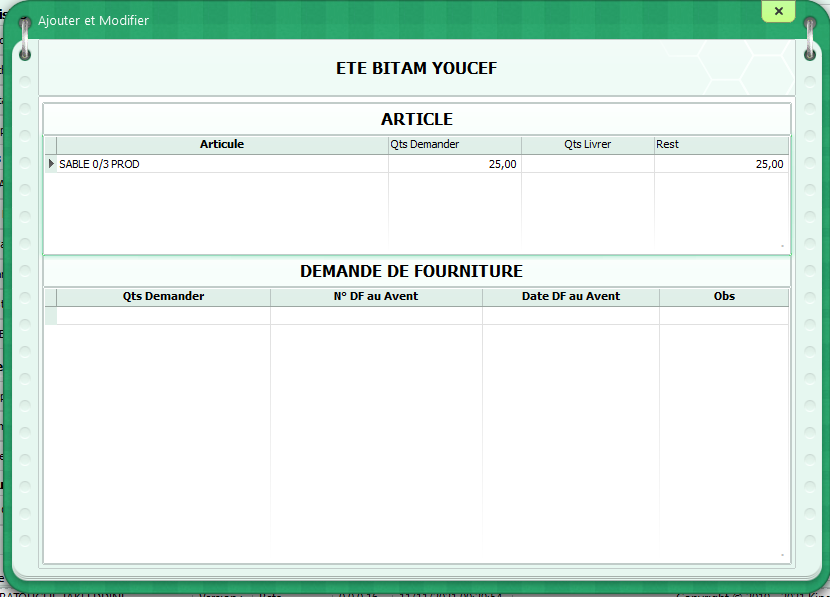 Ajouter et Modifier
ETE BITAM YOUCEF
ARTICLE
Articule Qts Demander Qts Livrer Rest
SABLE 0/3 PROD 25,00 25,00
DEMANDE DE FOURNITURE
Qts Demander N° DF au Avent Date DF au Avent Obs